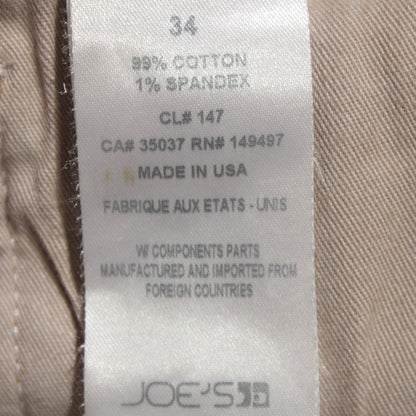 34
99% COTTON
1% SPANDEX
CL# 147
CA# 35037 RN# 149497
MADE IN USA
FABRIQUE AUX ETATS - UNIS
W/ COMPONENTS PARTS
MANUFACTURED AND IMPORTED FROM
FOREIGN COUNTRIES
JOE'S